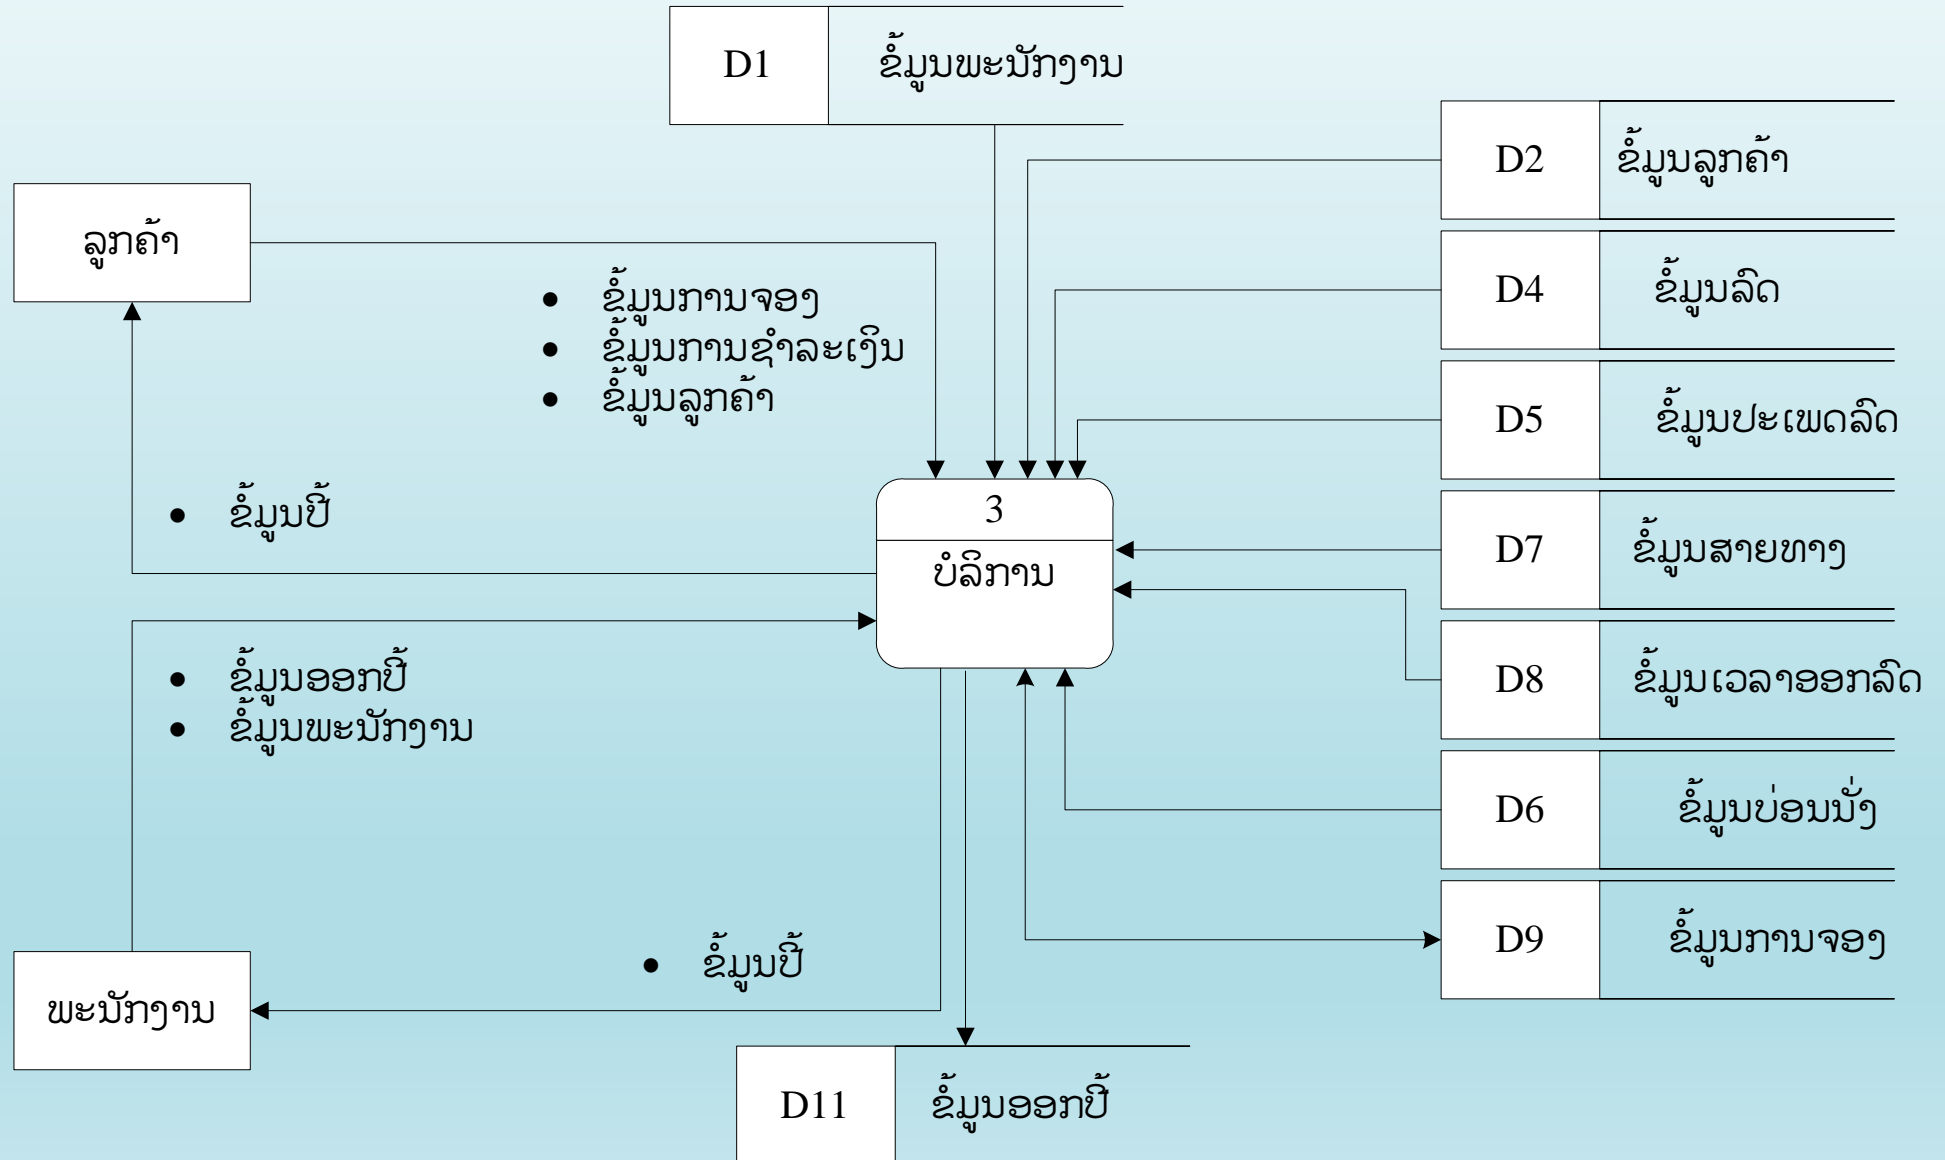 D1 ຂໍ້ມູນພະນັກງານ
D2 ຂໍ້ມູນລູກຄ້າ
ລູກຄ້າ
D4 ຂໍ້ມູນລົດ
• ຂໍ້ມູນການຈອງ
• ຂໍ້ມູນການຊໍາລະເງິນ
• ຂໍ້ມູນລູກຄ້າ
D5 ຂໍ້ມູນປະເພດລົດ
• ຂໍ້ມູນປີ້
3
ບໍລິການ
D7 ຂໍ້ມູນສາຍທາງ
• ຂໍ້ມູນອອກປີ້
• ຂໍ້ມູນພະນັກງານ
D8 ຂໍ້ມູນເວລາອອກລົດ
D6 ຂໍ້ມູນບ່ອນນັ່ງ
D9 ຂໍ້ມູນການຈອງ
• ຂໍ້ມູນປີ້
ພະນັກງານ
D11 ຂໍ້ມູນອອກປີ້